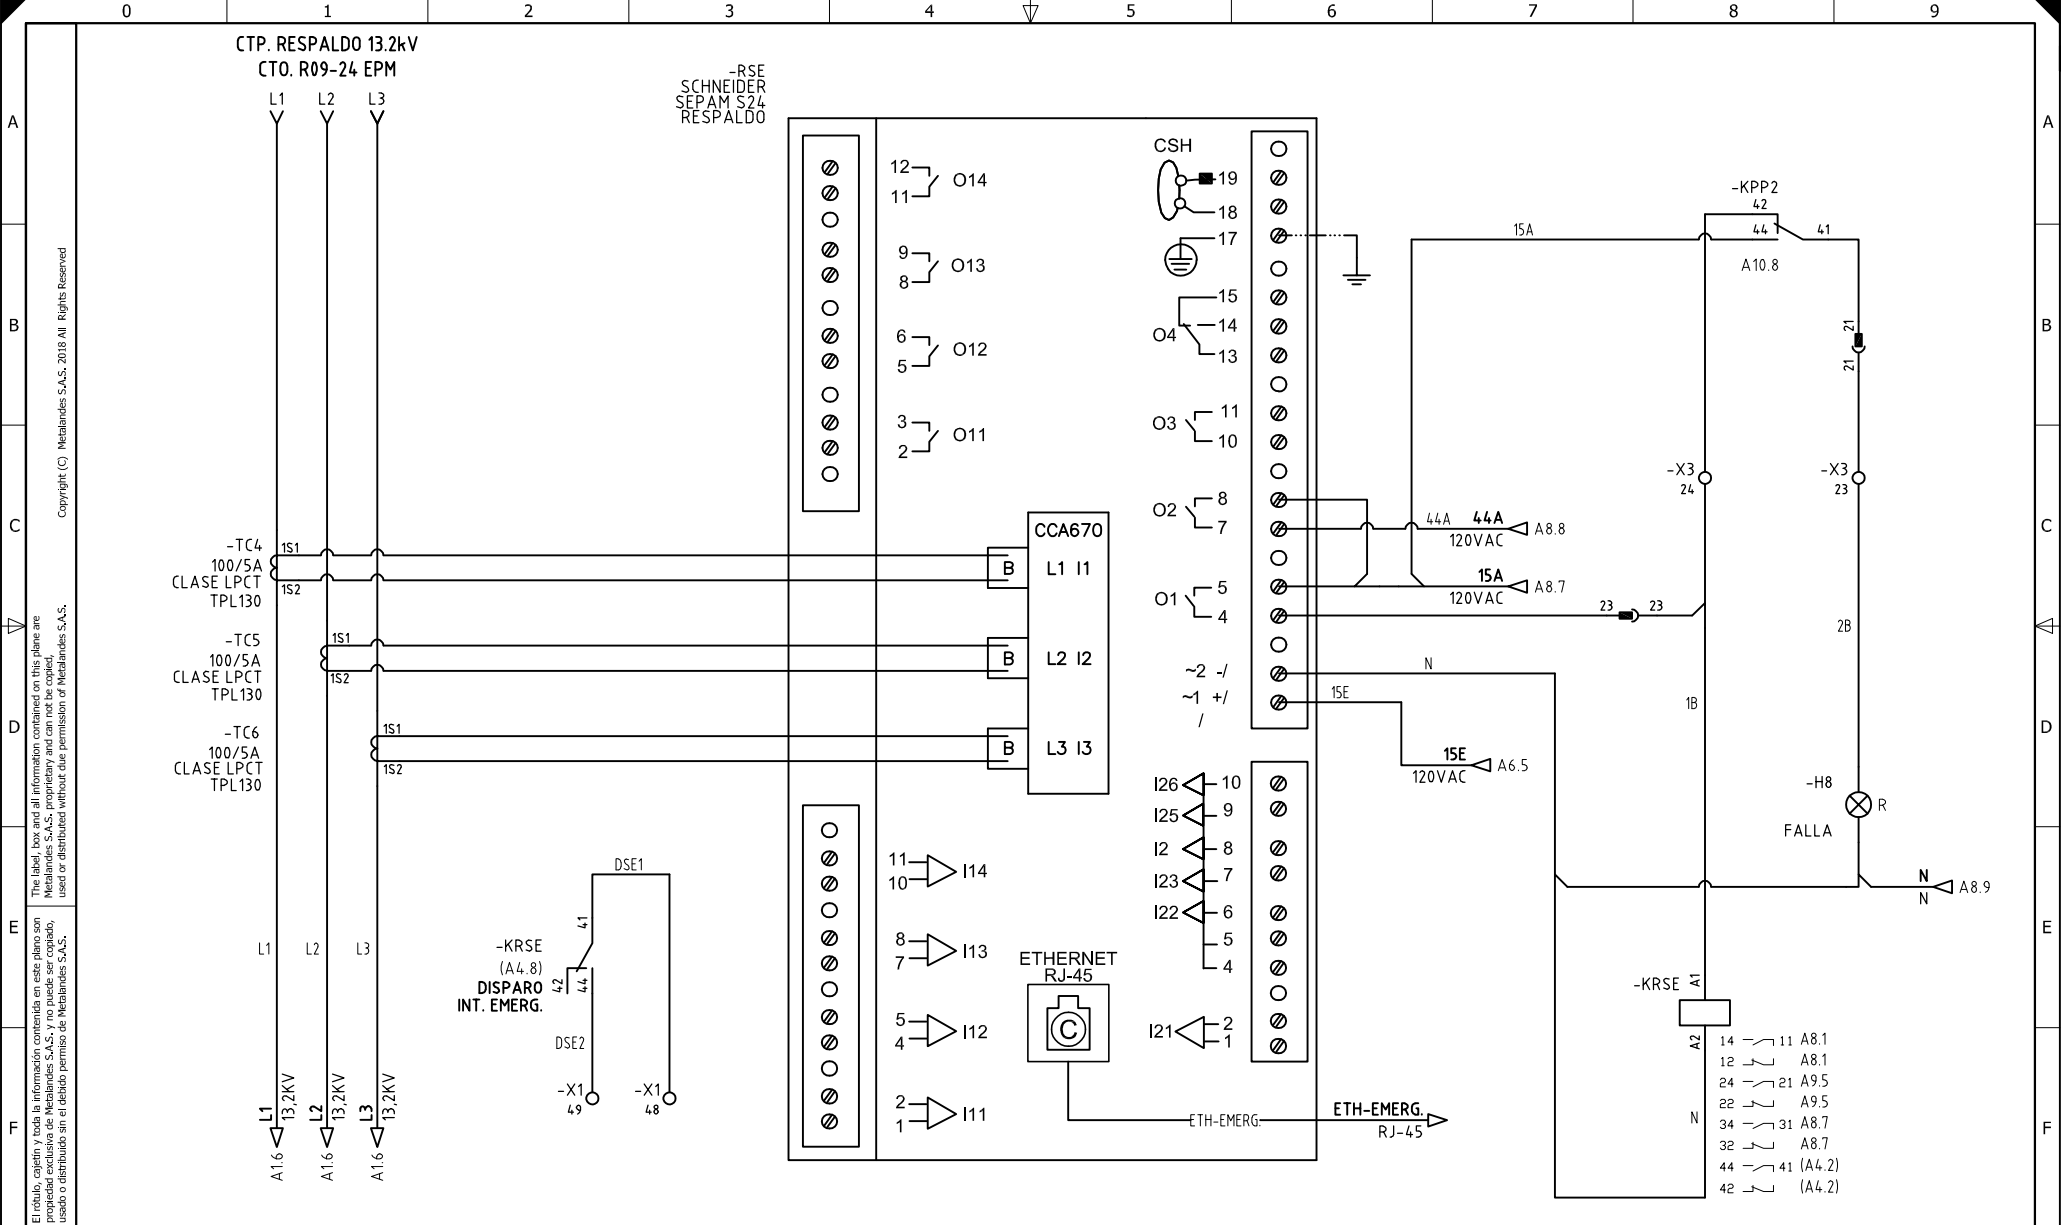 0 1 2 3 4 5 6 7 8 9
A
B
C
D
E
F
A
B
C
D
E
F
Copyright (C) Metalandes S.A.S. 2018 All Rights Reserved
The label, box and all information contained on this plane are
Metalandes S.A.S. proprietary and can not be copied,
used or distributed without due permission of Metalandes S.A.S.
El rótulo, cajetín y toda la información contenida en este plano son
propiedad exclusiva de Metalandes S.A.S. y no puede ser copiado,
usado o distribuido sin el debido permiso de Metalandes S.A.S.
CTP. RESPALDO 13.2kV
CTO. R09-24 EPM
L1 L2 L3
-TC4
100/5A
CLASE LPCT
TPL130
1S1
1S2
-TC5
100/5A
CLASE LPCT
TPL130
1S1
1S2
-TC6
100/5A
CLASE LPCT
TPL130
1S1
1S2
L1 L2 L3
L1
13,2KV
A1.6
L2
13,2KV
A1.6
L3
13,2KV
A1.6
DSE1
41
-KRSE
(A4.8)
DISPARO
INT. EMERG.
42
44
DSE2
-X1
49
-X1
48
-RSE
SCHNEIDER
SEPAM S24
RESPALDO
12
11
O14
9
8
O13
6
5
O12
3
2
O11
CCA670
B L1 I1
B L2 I2
B L3 I3
11
10
I14
8
7
I13
5
4
I12
2
1
I11
ETHERNET
RJ-45
C
ETH-EMERG.
ETH-EMERG.
RJ-45
CSH
19
18
17
15
14
13
O4
11
10
O3
8
7
O2
5
4
O1
~2 -/
~1 +/
/
I26 10
I25 9
I2 8
I23 7
I22 6
5
4
I21 2
1
15A
44A
44A
120VAC
A8.8
15A
120VAC
A8.7
23 23
N
15E
15E
120VAC
A6.5
-KPP2
42
44
41
A10.8
21
21
-X3
24
-X3
23
1B
2B
-H8
R
FALLA
N
N
A8.9
-KRSE
A1
A2
N
14 11 A8.1
12 A8.1
24 21 A9.5
22 A9.5
34 31 A8.7
32 A8.7
44 41 (A4.2)
42 (A4.2)